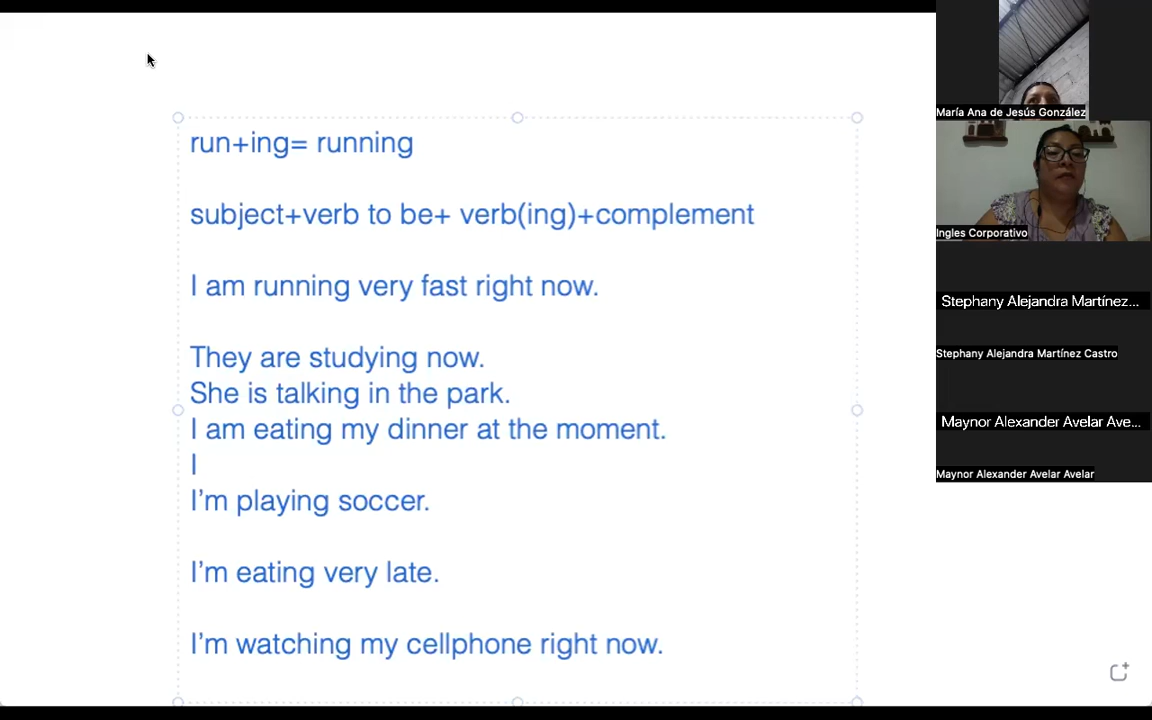 run+ing= running
subject+verb to be+ verb(ing)+complement
I am running very fast right now.
They are studying now.
She is talking in the park.
I am eating my dinner at the moment.
I
I'm playing soccer.
I'm eating very late.
I'm watching my cellphone right now.
María Ana de Jesús González
Ingles Corporativo
Stephany Alejandra Martínez...
Stephany Alejandra Martínez Castro
Maynor Alexander Avelar Ave...
Maynor Alexander Avelar Avelar